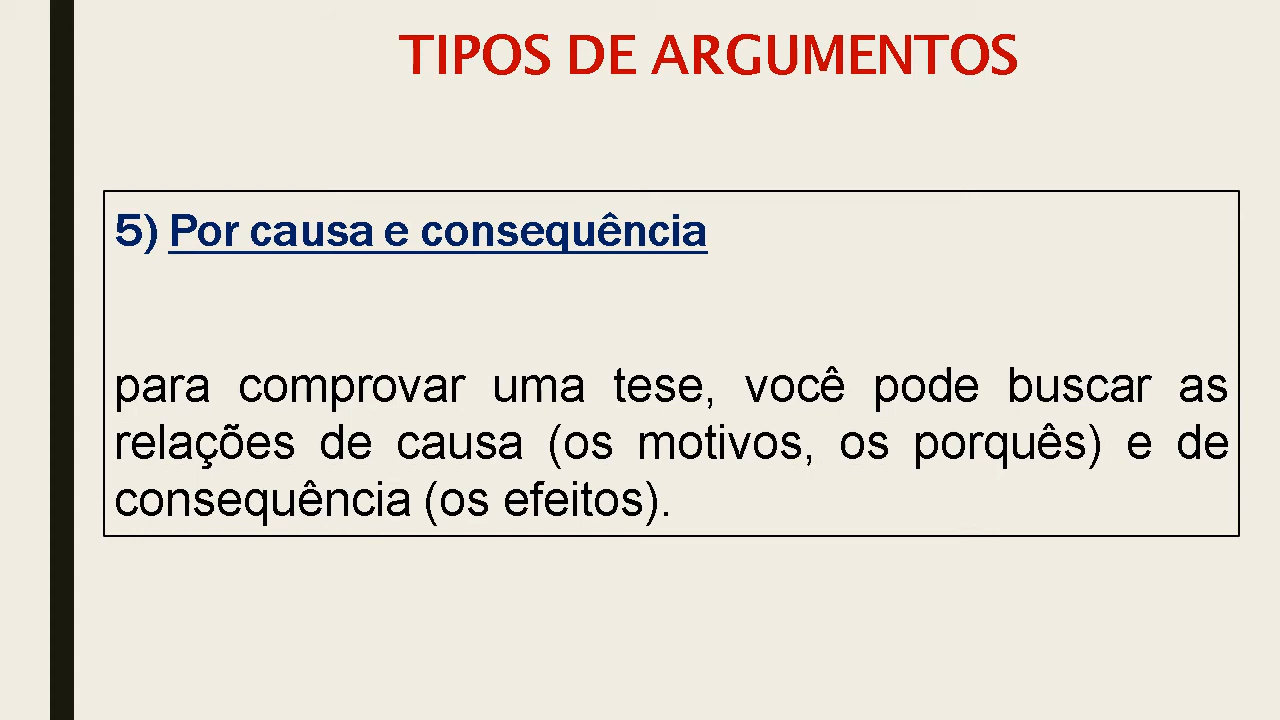 TIPOS DE ARGUMENTOS
5) Por causa e consequência
para comprovar uma tese, você pode buscar as
relações de causa (os motivos, os porquês) e de
consequência (os efeitos).